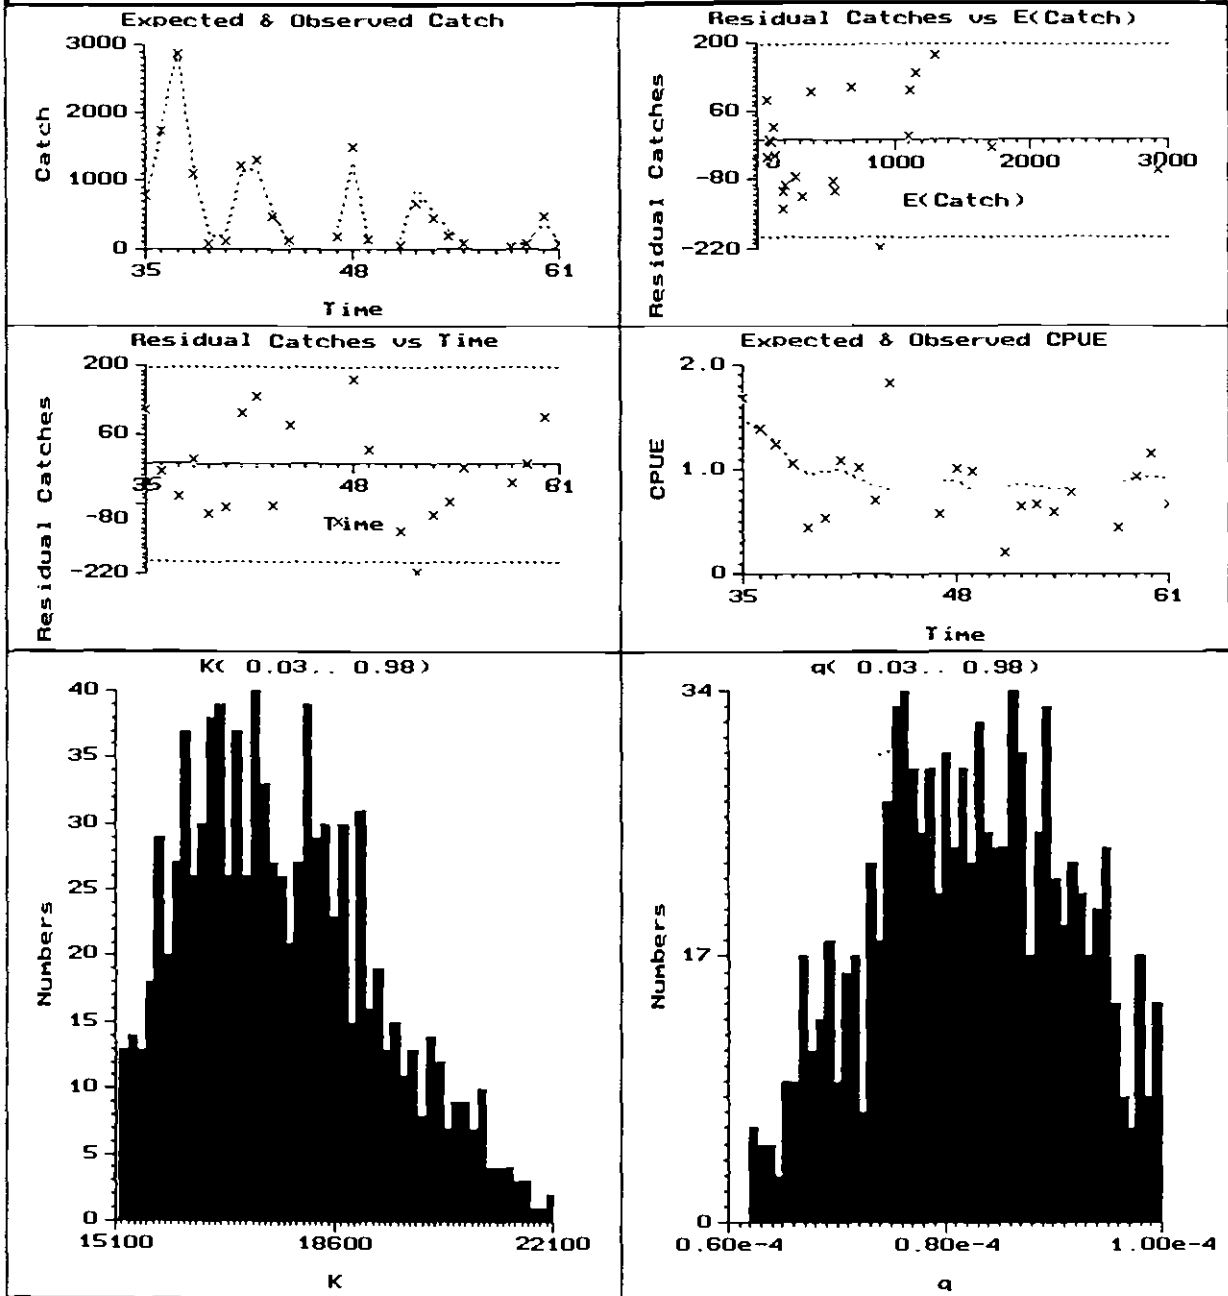 Expected & Observed Catch
3000
2000
1000
0
Catch
35
48
61
Time
Residual Catches vs E(Catch)
200
60
-80
-220
Residual Catches
0
1000
2000
3000
E(Catch)
Residual Catches vs Time
200
60
-80
-220
Residual Catches
35
48
61
Time
Expected & Observed CPUE
2.0
1.0
0
CPUE
35
48
61
Time
K( 0.03.. 0.98)
40
35
30
25
20
15
10
5
0
Numbers
15100
18600
22100
K
q( 0.03.. 0.98)
34
17
0
Numbers
0.60e-4
0.80e-4
1.00e-4
q